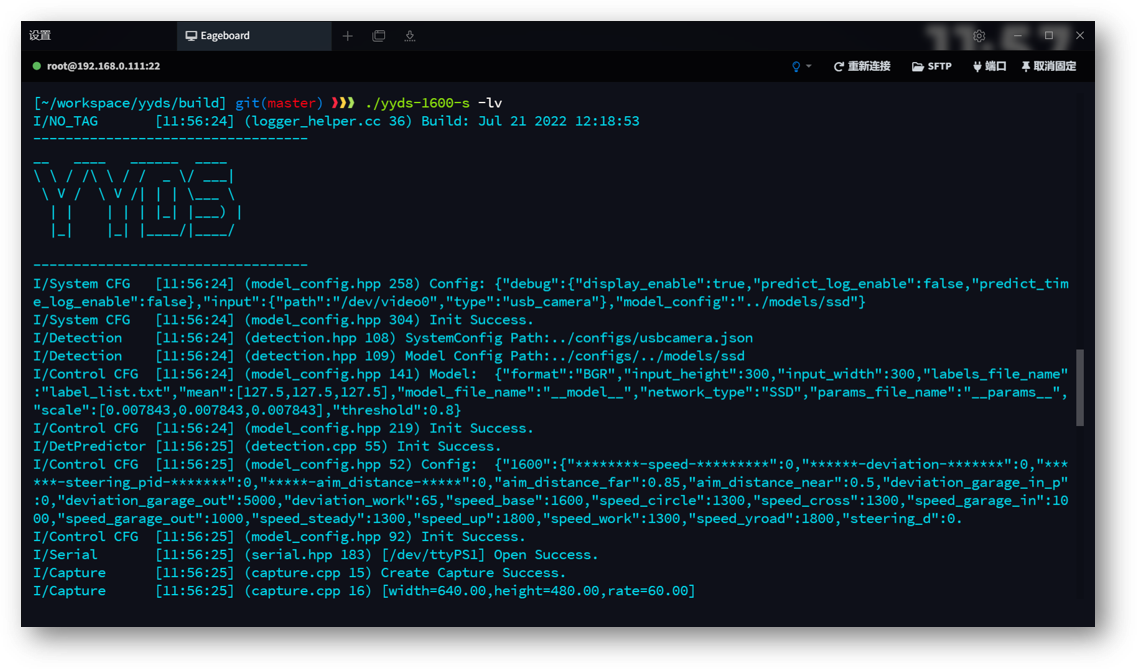 设置
Eageboard
root@192.168.0.111:22
重新连接
SFTP
端口
取消固定
[~/workspace/yyds/build] git(master) ❯❯❯ ./yyds-1600-s -lv
I/NO_TAG [11:56:24] (logger_helper.cc 36) Build: Jul 21 2022 12:18:53
----------------------------------
YYDS
----------------------------------
I/System CFG [11:56:24] (model_config.hpp 258) Config: {"debug":{"display_enable":true,"predict_log_enable":false,"predict_tim
e_log_enable":false},"input":{"path":"/dev/video0","type":"usb_camera"},"model_config":"../models/ssd"}
I/System CFG [11:56:24] (model_config.hpp 304) Init Success.
I/Detection [11:56:24] (detection.hpp 108) SystemConfig Path:../configs/usbcamera.json
I/Detection [11:56:24] (detection.hpp 109) Model Config Path:../configs/../models/ssd
I/Control CFG [11:56:24] (model_config.hpp 141) Model: {"format":"BGR","input_height":300,"input_width":300,"labels_file_name"
:"label_list.txt","mean":[127.5,127.5,127.5],"model_file_name":"__model__","network_type":"SSD","params_file_name":"__params__",
"scale":[0.007843,0.007843,0.007843],"threshold":0.8}
I/Control CFG [11:56:24] (model_config.hpp 219) Init Success.
I/DetPredictor [11:56:25] (detection.cpp 55) Init Success.
I/Control CFG [11:56:25] (model_config.hpp 52) Config: {"1600":{"********-speed-*********":0,"******-deviation-*******":0,"***
***-steering_pid-*******":0,"*****-aim_distance-*****":0,"aim_distance_far":0.85,"aim_distance_near":0.5,"deviation_garage_in_p"
:0,"deviation_garage_out":5000,"deviation_work":65,"speed_base":1600,"speed_circle":1300,"speed_cross":1300,"speed_garage_in":10
00,"speed_garage_out":1000,"speed_steady":1300,"speed_up":1800,"speed_work":1300,"speed_yroad":1800,"steering_d":0.
I/Control CFG [11:56:25] (model_config.hpp 92) Init Success.
I/Serial [11:56:25] (serial.hpp 183) [/dev/ttyPS1] Open Success.
I/Capture [11:56:25] (capture.cpp 15) Create Capture Success.
I/Capture [11:56:25] (capture.cpp 16) [width=640.00,height=480.00,rate=60.00]